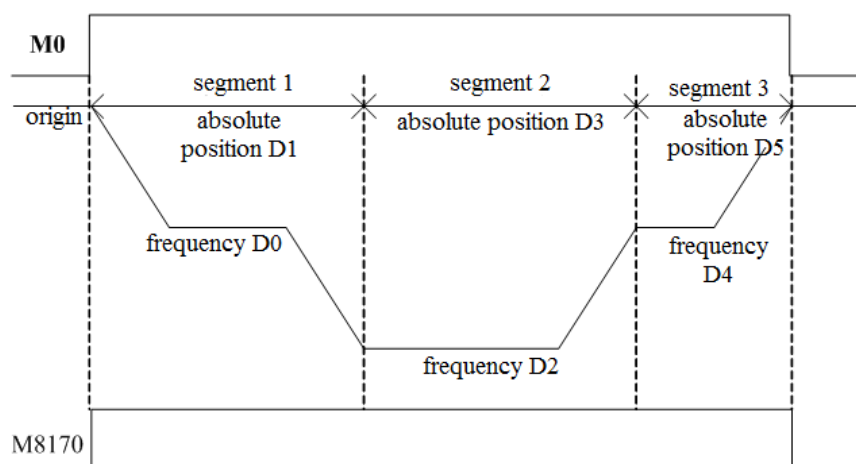 M0
segment 1
segment 2
segment 3
origin
absolute
position D1
absolute position D3
absolute
position D5
frequency D0
frequency
D4
frequency D2
M8170